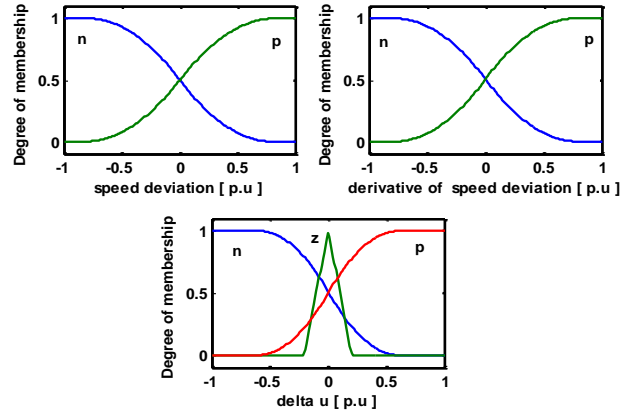 Degree of membership
1
0.5
0
n
p
-1
-0.5
0
0.5
1
speed deviation [ p.u ]
Degree of membership
1
0.5
0
n
p
-1
-0.5
0
0.5
1
derivative of speed deviation [ p.u ]
Degree of membership
1
0.5
0
n
z
p
-1
-0.5
0
0.5
1
delta u [ p.u ]